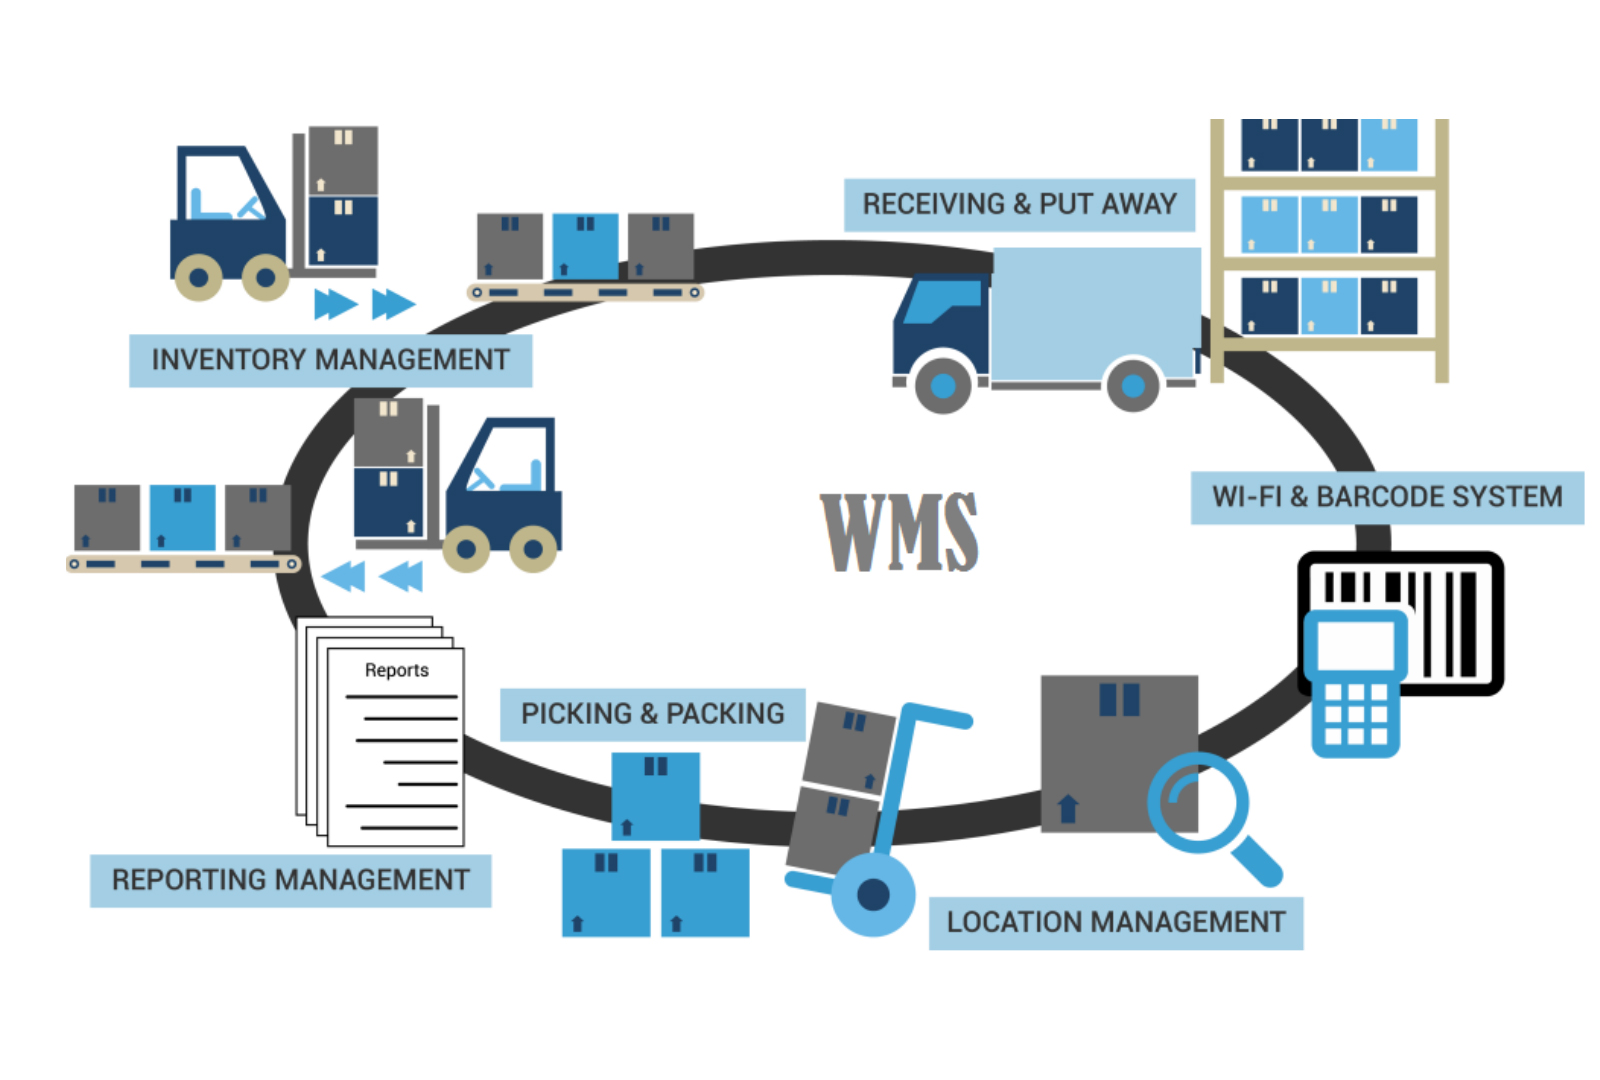 RECEIVING & PUT AWAY
INVENTORY MANAGEMENT
WI-FI & BARCODE SYSTEM
WMS
Reports
PICKING & PACKING
REPORTING MANAGEMENT
LOCATION MANAGEMENT